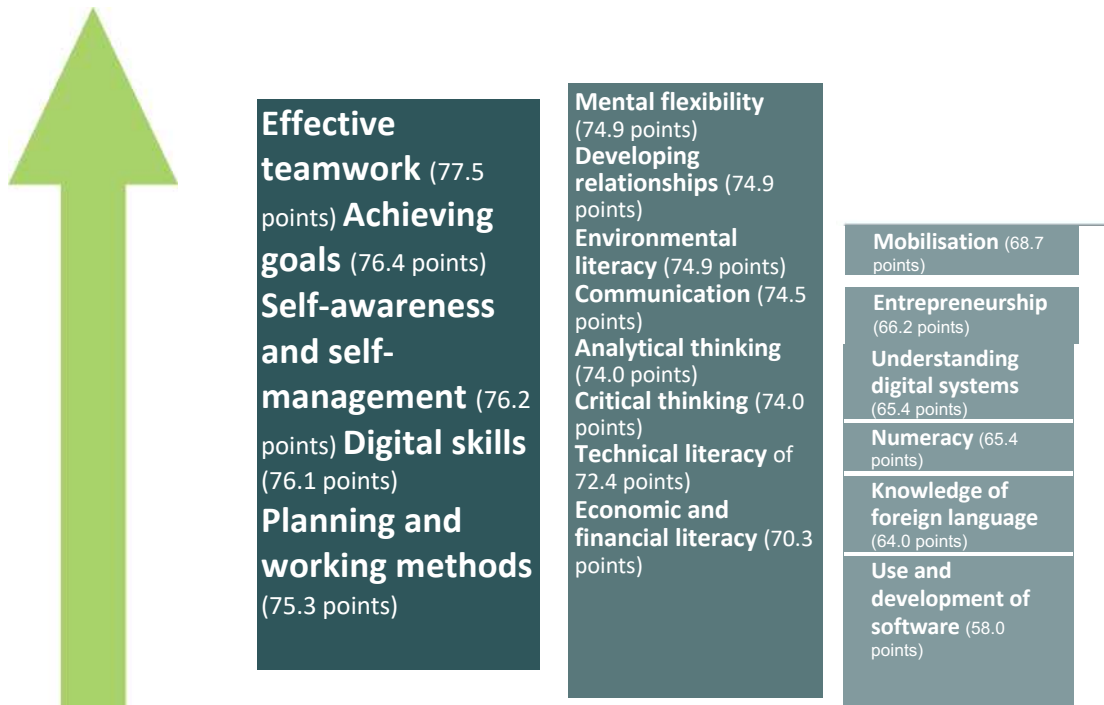 Effective
teamwork (77.5
points) Achieving
goals (76.4 points)
Self-awareness
and self-
management (76.2
points) Digital skills
(76.1 points)
Planning and
working methods
(75.3 points)
Mental flexibility
(74.9 points)
Developing
relationships (74.9
points)
Environmental
literacy (74.9 points)
Communication (74.5
points)
Analytical thinking
(74.0 points)
Critical thinking (74.0
points)
Technical literacy of
72.4 points)
Economic and
financial literacy (70.3
points)
Mobilisation (68.7
points)
Entrepreneurship
(66.2 points)
Understanding
digital systems
(65.4 points)
Numeracy (65.4
points)
Knowledge of
foreign language
(64.0 points)
Use and
development of
software (58.0
points)